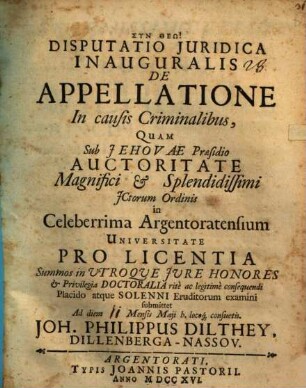 ΣΥΝ ΘΕΩ!
DISPUTATIO JURIDICA
INAUGURALIS
DE
APPELLATIONE
In causis Criminalibus,
QUAM
Sub JEHOVAE Præsidio
AUCTORITATE
Magnifici & Splendidissimi
JCtorum Ordinis
in
Celeberrima Argentoratensium
UNIVERSITATE
PRO LICENTIA
Summos in UTROQUE JURE HONORES
& Privilegia DOCTORALIA ritè ac legitimè consequendi
Placido atque SOLENNI Eruditorum examini
submittet
Ad diem 11 Mensis Maji h. locoq; consuetis.
JOH. PHILIPPUS DILTHEY,
DILLENBERGA-NASSOV.
ARGENTORATI,
TYPIS JOANNIS PASTORII.
ANNO MDCCXVI.